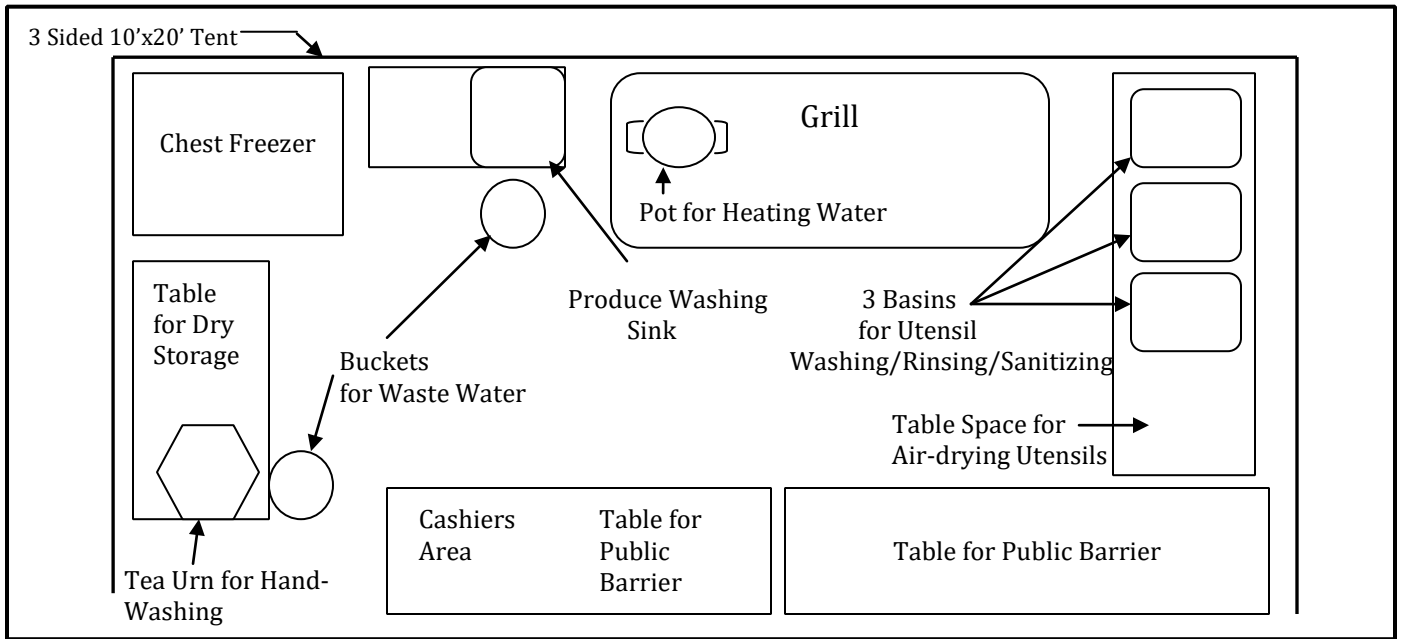 3 Sided 10’x20’ Tent
Chest Freezer
Grill
Pot for Heating Water
Table
for Dry
Storage
Produce Washing
Sink
3 Basins
for Utensil
Washing/Rinsing/Sanitizing
Buckets
for Waste Water
Table Space for
Air-drying Utensils
Cashiers
Area
Table for
Public
Barrier
Table for Public Barrier
Tea Urn for Hand-
Washing